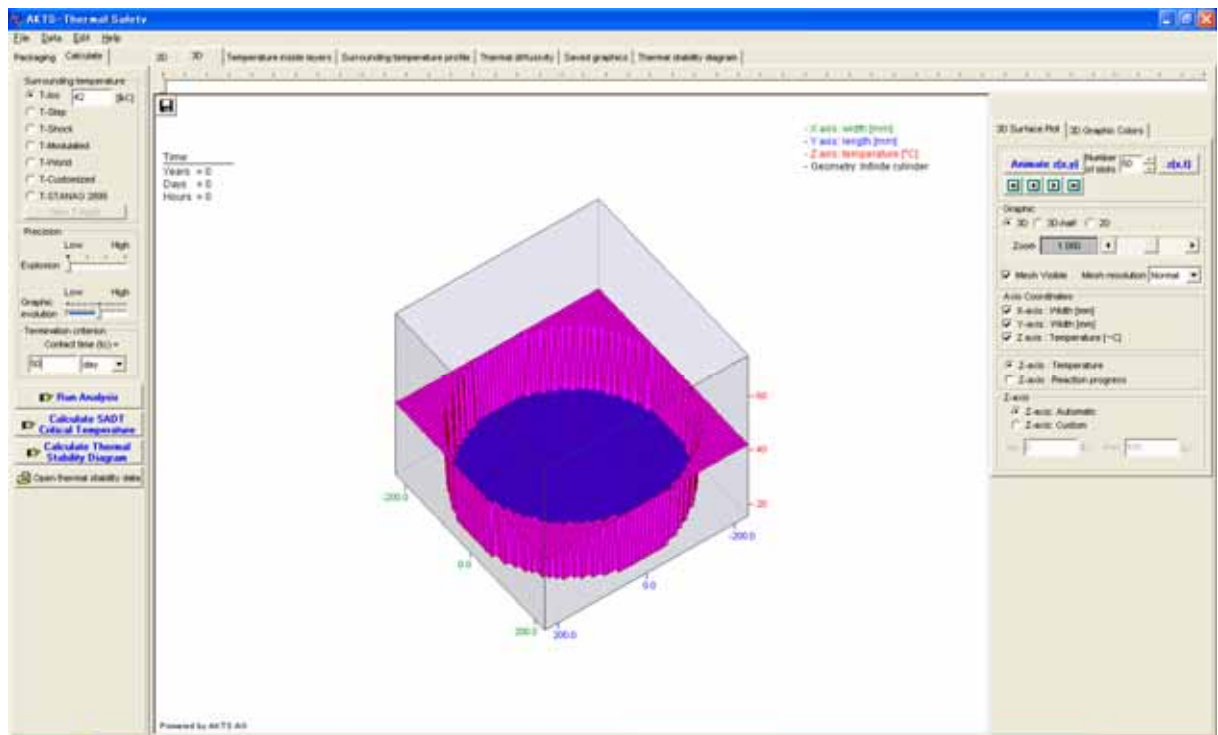 AKTS-Thermal Safety
File Data Edit Help
Packaging Calculate
2D 3D Temperature inside layers Surrounding temperature profile Thermal diffusivity Saved graphics Thermal stability diagram
Surrounding temperature
T-Iso 42
T-Step
T-Shock
T-Modulated
T-World
T-Customized
T-STANAG 2895
Precision
Low High
Explosion
Low High
Graphic
evolution
Termination criterion
Contact time (tc) =
50 day
Run Analysis
Calculate SADT
Critical Temperature
Calculate Thermal
Stability Diagram
Open thermal stability data
Time
Years = 0
Days = 0
Hours = 0
- X axis: width [mm]
- Y axis: length [mm]
- Z axis: temperature [°C]
- Geometry: Infinite cylinder
60
40
20
-200.0
0.0
200.0
200.0
0.0
-200.0
Powered by AKTS AG
3D Surface Plot 3D Graphic Colors
Animate z(x,y) Number of slots 50 z(x,t)
Graphic
3D 3D-half 2D
Zoom 1.000
Mesh Visible Mesh resolution Normal
Axis Coordinates
X-axis : Width [mm]
Y-axis : Width [mm]
Z axis : Temperature [~C]
Z-axis : Temperature
Z-axis : Reaction progress
Z-axis
Z-axis: Automatic
Z-axis: Custom